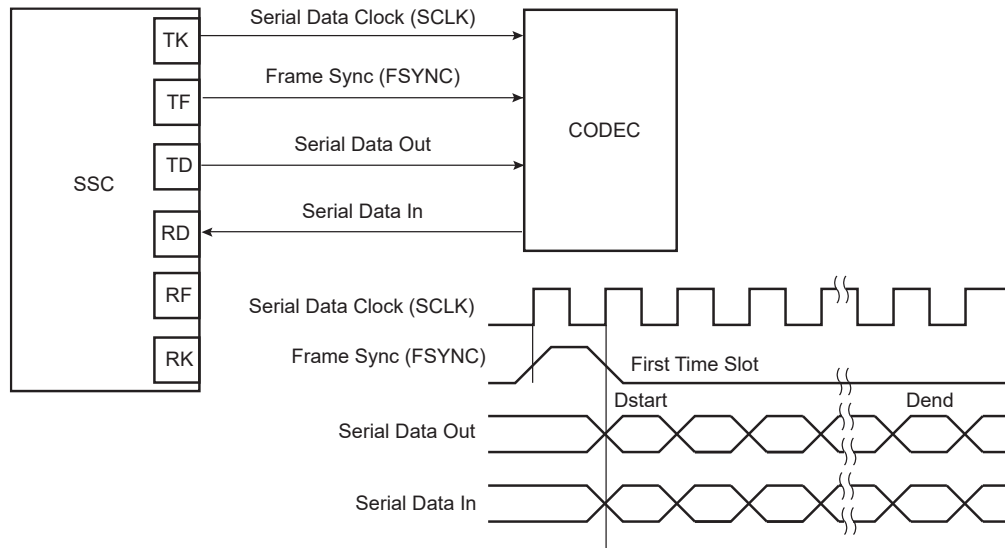 Serial Data Clock (SCLK)
TK
Frame Sync (FSYNC)
TF
CODEC
Serial Data Out
TD
SSC
Serial Data In
RD
RF
Serial Data Clock (SCLK)
RK
Frame Sync (FSYNC)
First Time Slot
Dstart
Dend
Serial Data Out
Serial Data In